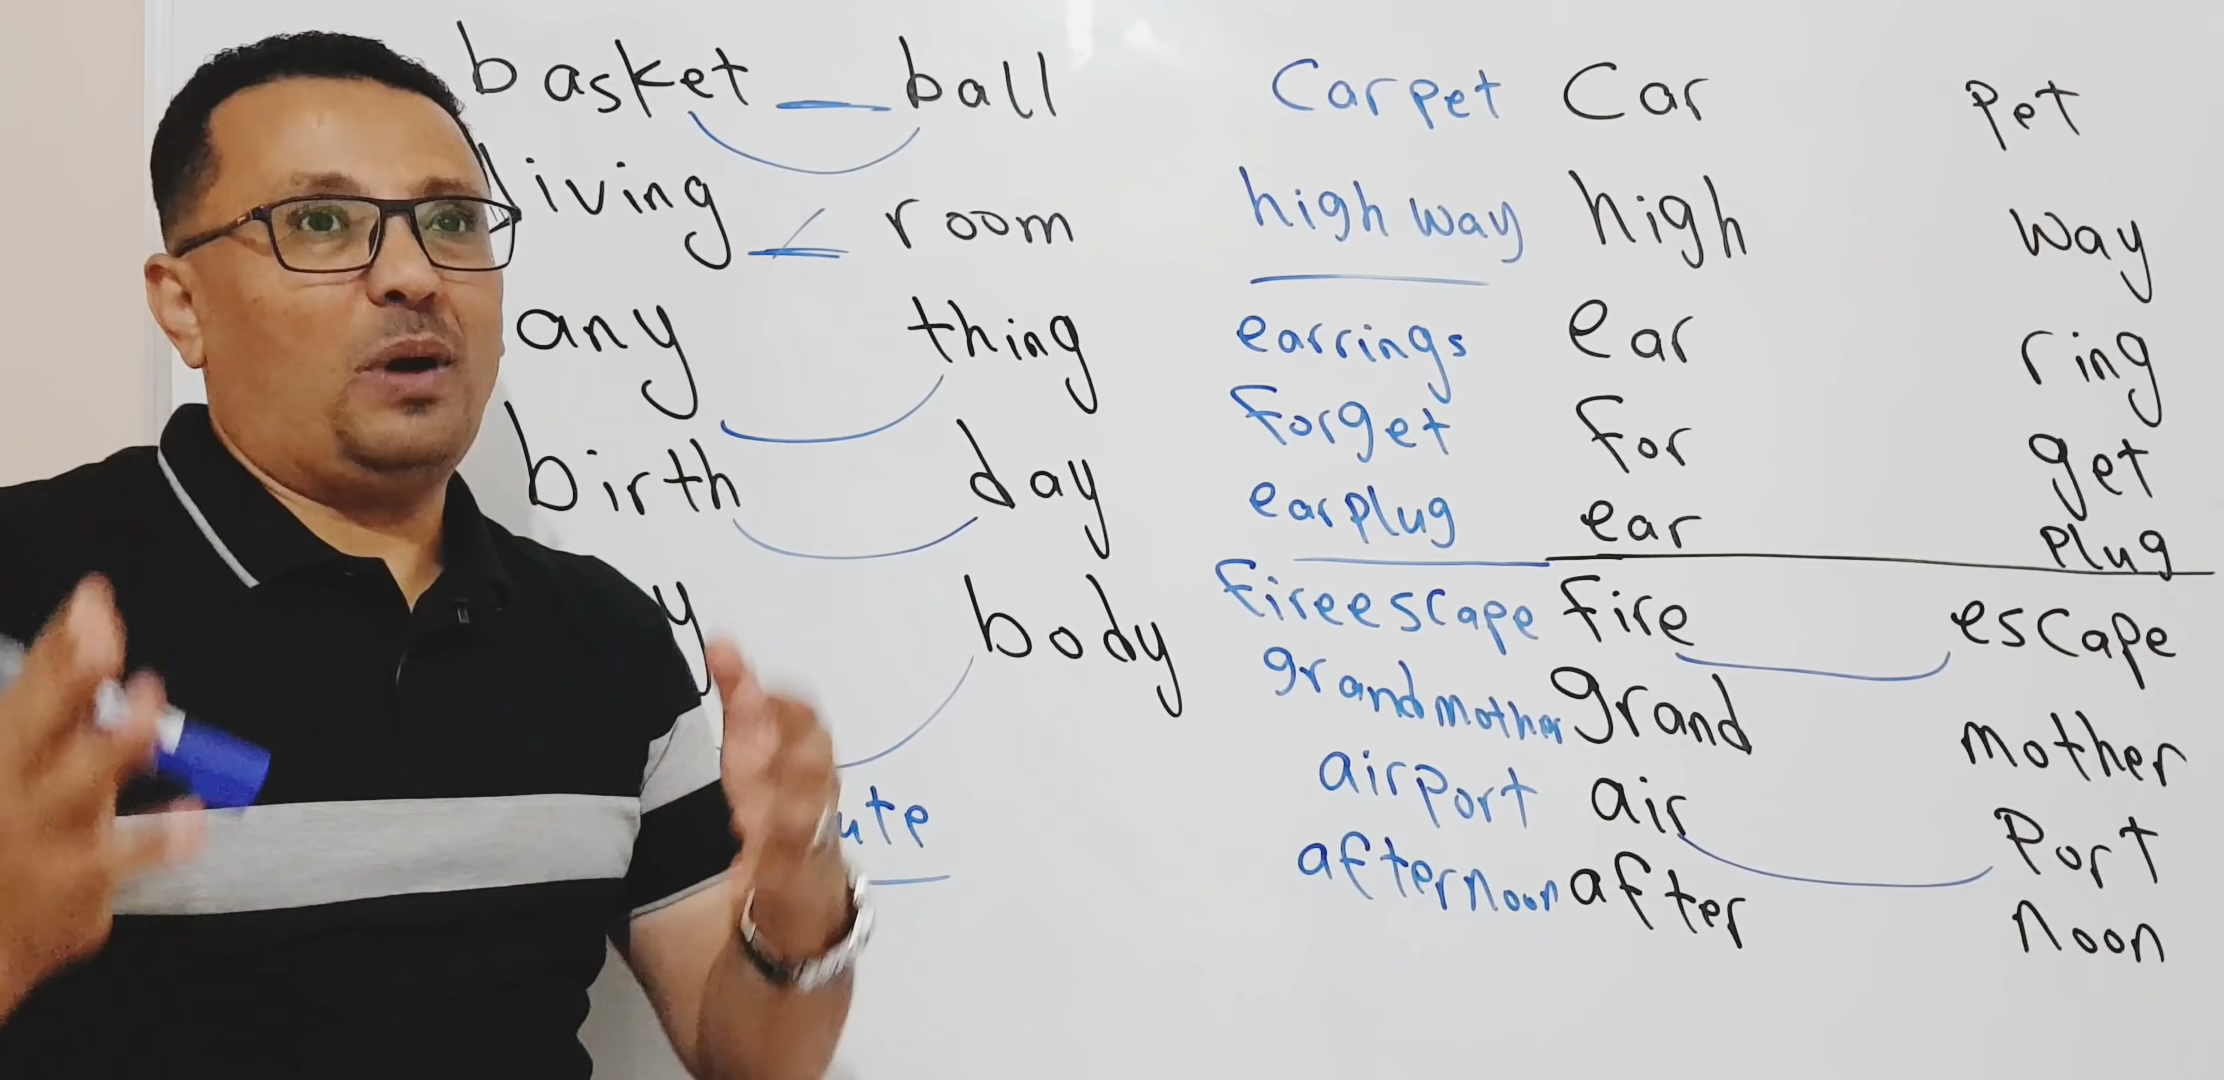 basket ball
living room
any thing
birth day
y body
ute
Carpet Car Pet
high way high way
earrings ear ring
forget for get
earplug ear Plug
fireescape fire escape
grandmother grand mother
airport air Port
afternoon after Noon